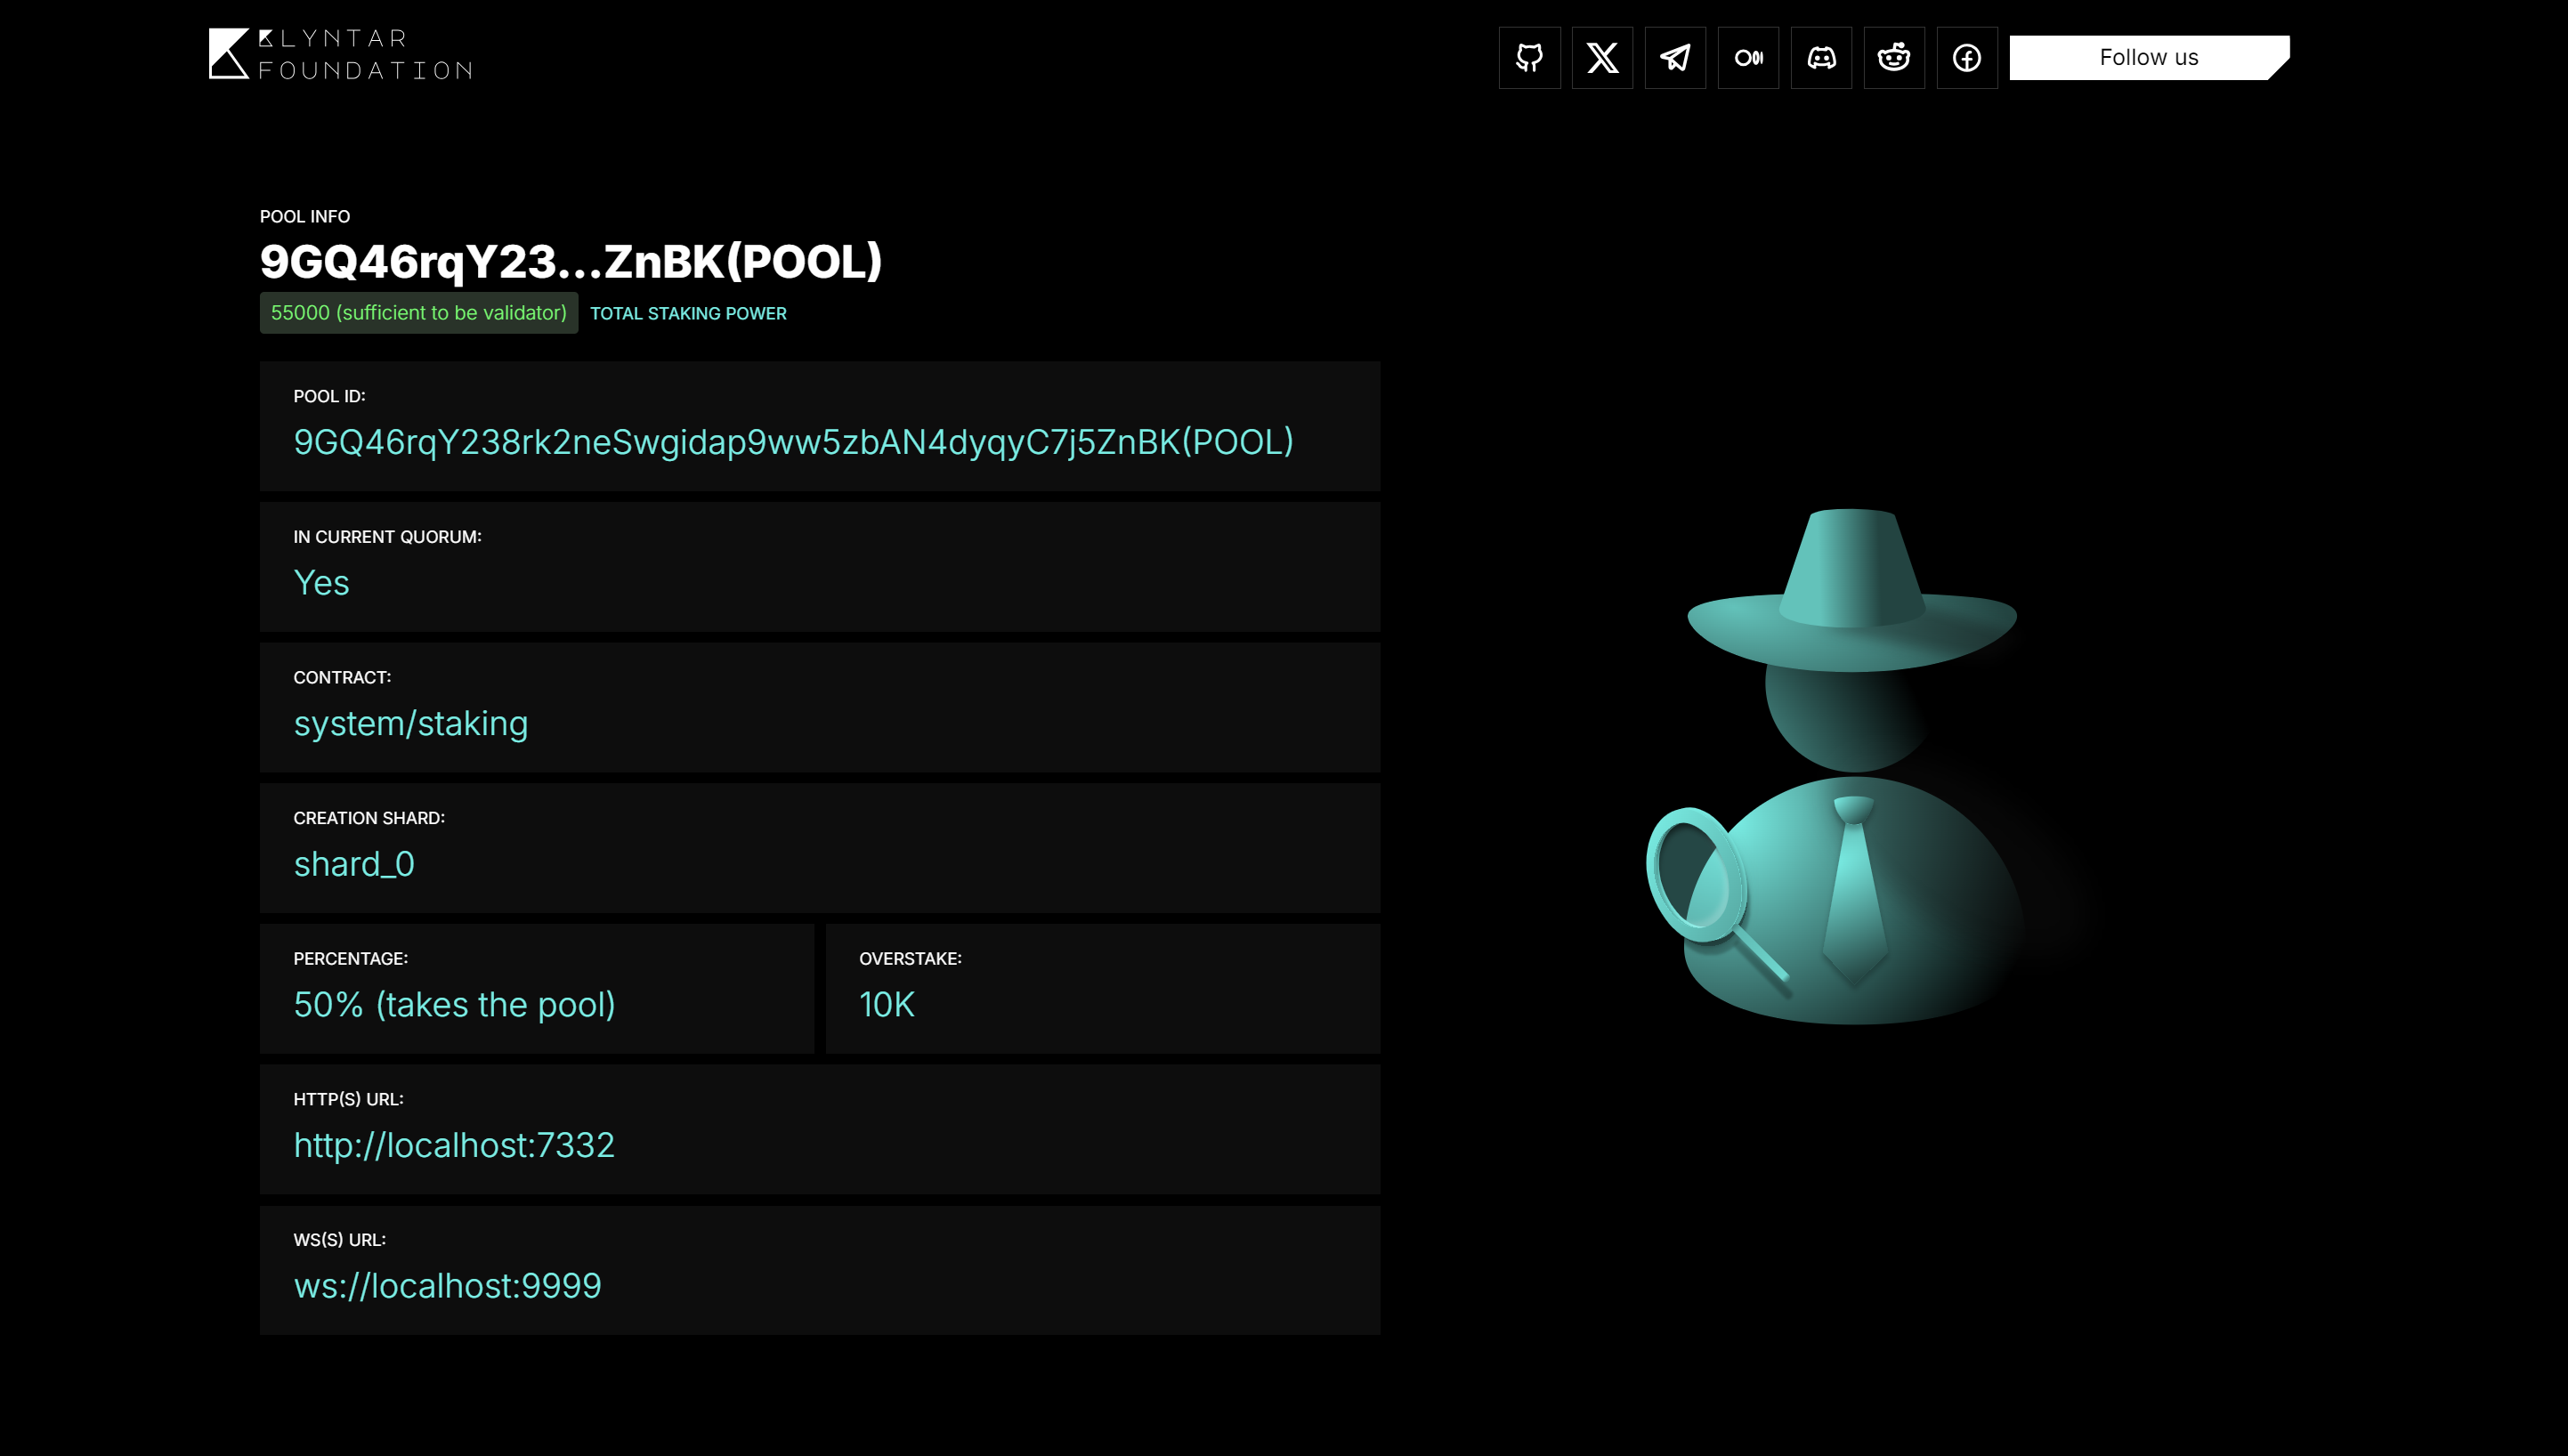 KLYNTAR
FOUNDATION
Follow us
POOL INFO
9GQ46rqY23...ZnBK(POOL)
55000 (sufficient to be validator) TOTAL STAKING POWER
POOL ID:
9GQ46rqY238rk2neSwgidap9ww5zbAN4dyqyC7j5ZnBK(POOL)
IN CURRENT QUORUM:
Yes
CONTRACT:
system/staking
CREATION SHARD:
shard_0
PERCENTAGE:
50% (takes the pool)
OVERSTAKE:
10K
HTTP(S) URL:
http://localhost:7332
WS(S) URL:
ws://localhost:9999